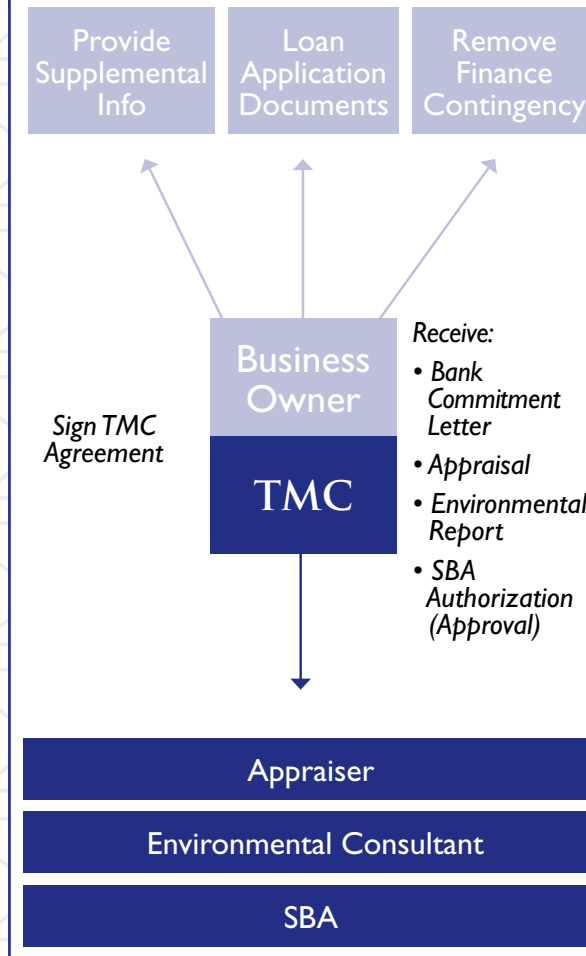 Provide
Supplemental
Info
Loan
Application
Documents
Remove
Finance
Contingency
Business
Owner
TMC
Sign TMC
Agreement
Receive:
• Bank
Commitment
Letter
• Appraisal
• Environmental
Report
• SBA
Authorization
(Approval)
Appraiser
Environmental Consultant
SBA